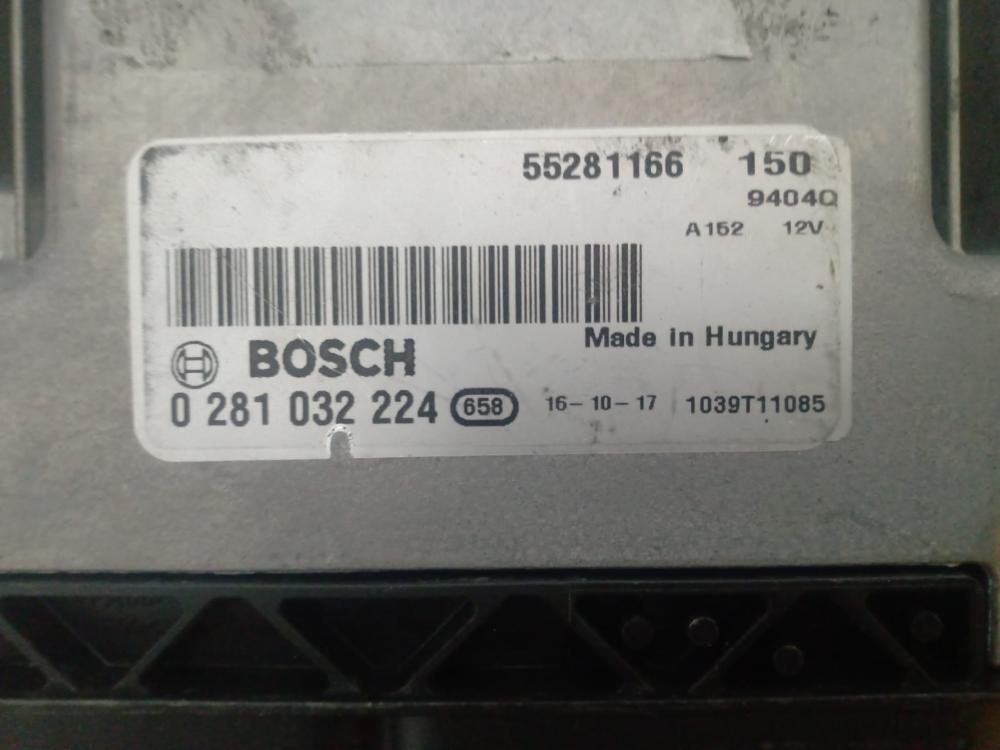 55281166 150
9404Q
A152 12V
Made in Hungary
BOSCH
0 281 032 224 658 16-10-17 1039T11085